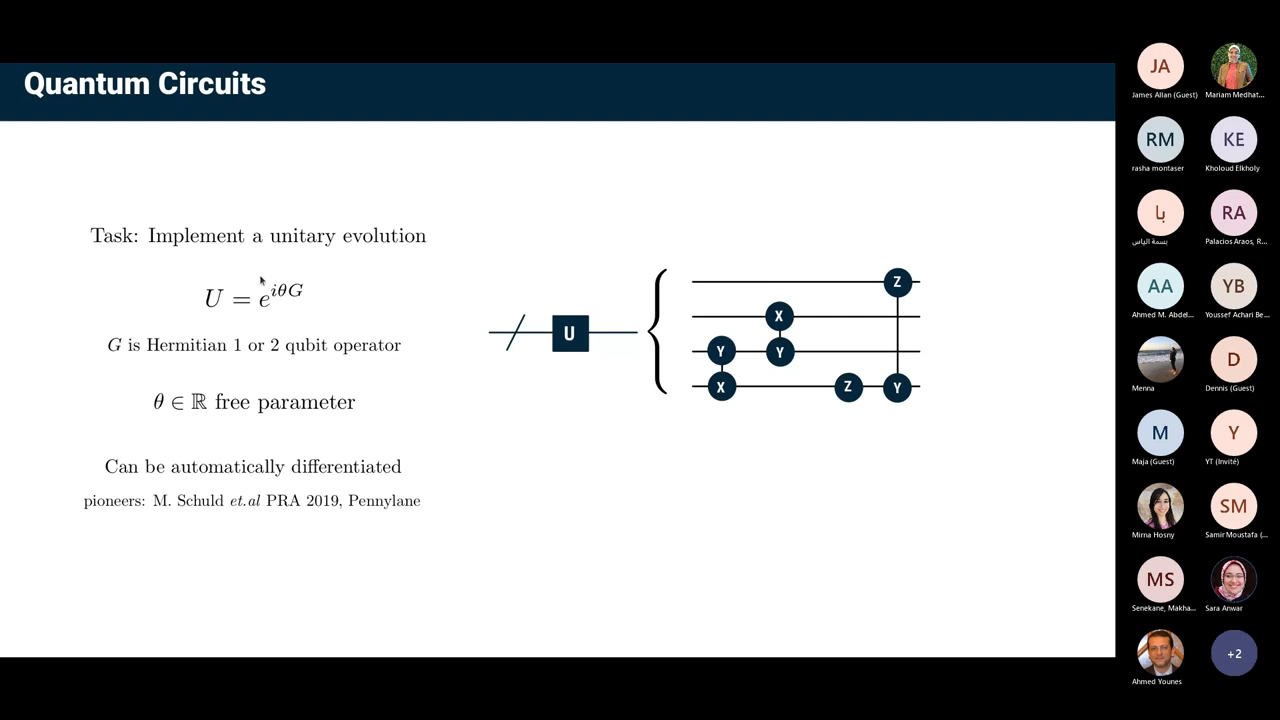 Quantum Circuits
Task: Implement a unitary evolution
U = e^{iθG}
G is Hermitian 1 or 2 qubit operator
θ ∈ ℝ free parameter
Can be automatically differentiated
pioneers: M. Schuld et.al PRA 2019, Pennylane
U
Z
X
Y Y
X Z Y
JA
James Allan (Guest) Mariam Medhat...
RM KE
rasha montaser Kholoud Elkholy
با RA
بسمة الياس Palacios Araos, R...
AA YB
Ahmed M. Abdel... Youssef Achari Be...
D
Menna Dennis (Guest)
M Y
Maja (Guest) YT (Invité)
SM
Mirna Hosny Samir Moustafa (...
MS
Senekane, Makha... Sara Anwar
+2
Ahmed Younes